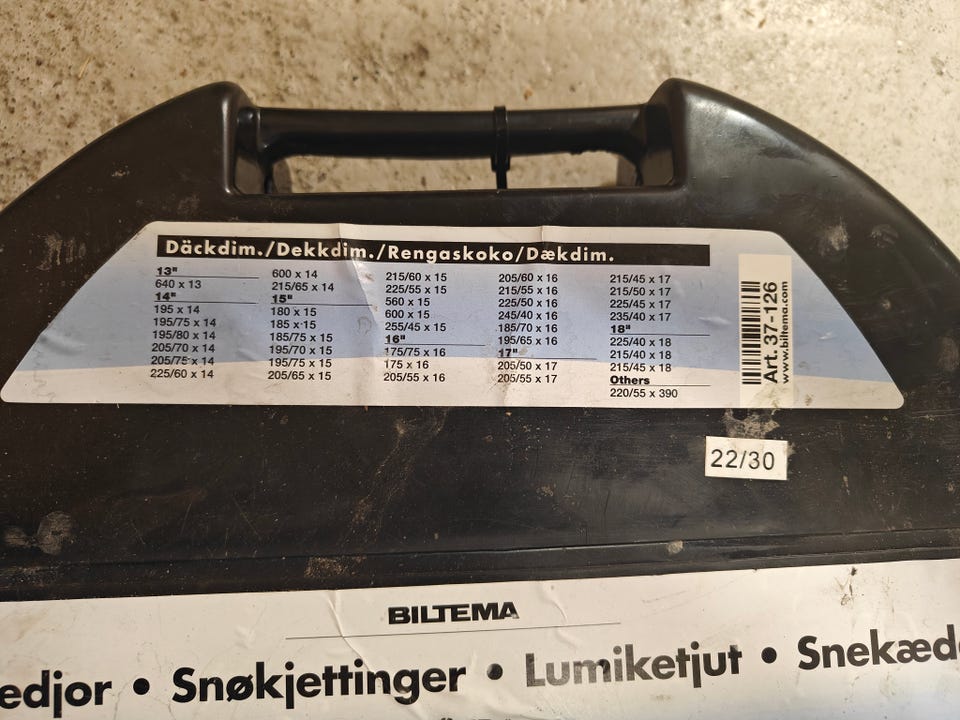 Däckdim./Dekkdim./Rengaskoko/Dækdim.
13"
640 x 13
14"
195 x 14
195/75 x 14
195/80 x 14
205/70 x 14
205/75 x 14
225/60 x 14
600 x 14
215/65 x 14
15"
180 x 15
185 x 15
185/75 x 15
195/70 x 15
195/75 x 15
205/65 x 15
215/60 x 15
225/55 x 15
560 x 15
600 x 15
255/45 x 15
16"
175/75 x 16
175 x 16
205/55 x 16
205/60 x 16
215/55 x 16
225/50 x 16
245/40 x 16
185/70 x 16
195/65 x 16
17"
205/50 x 17
205/55 x 17
215/45 x 17
215/50 x 17
225/45 x 17
235/40 x 17
18"
225/40 x 18
215/40 x 18
215/45 x 18
Others
220/55 x 390
Art. 37-126
www.biltema.com
22/30
BILTEMA
edjor • Snøkjettinger • Lumiketjut • Snekæd